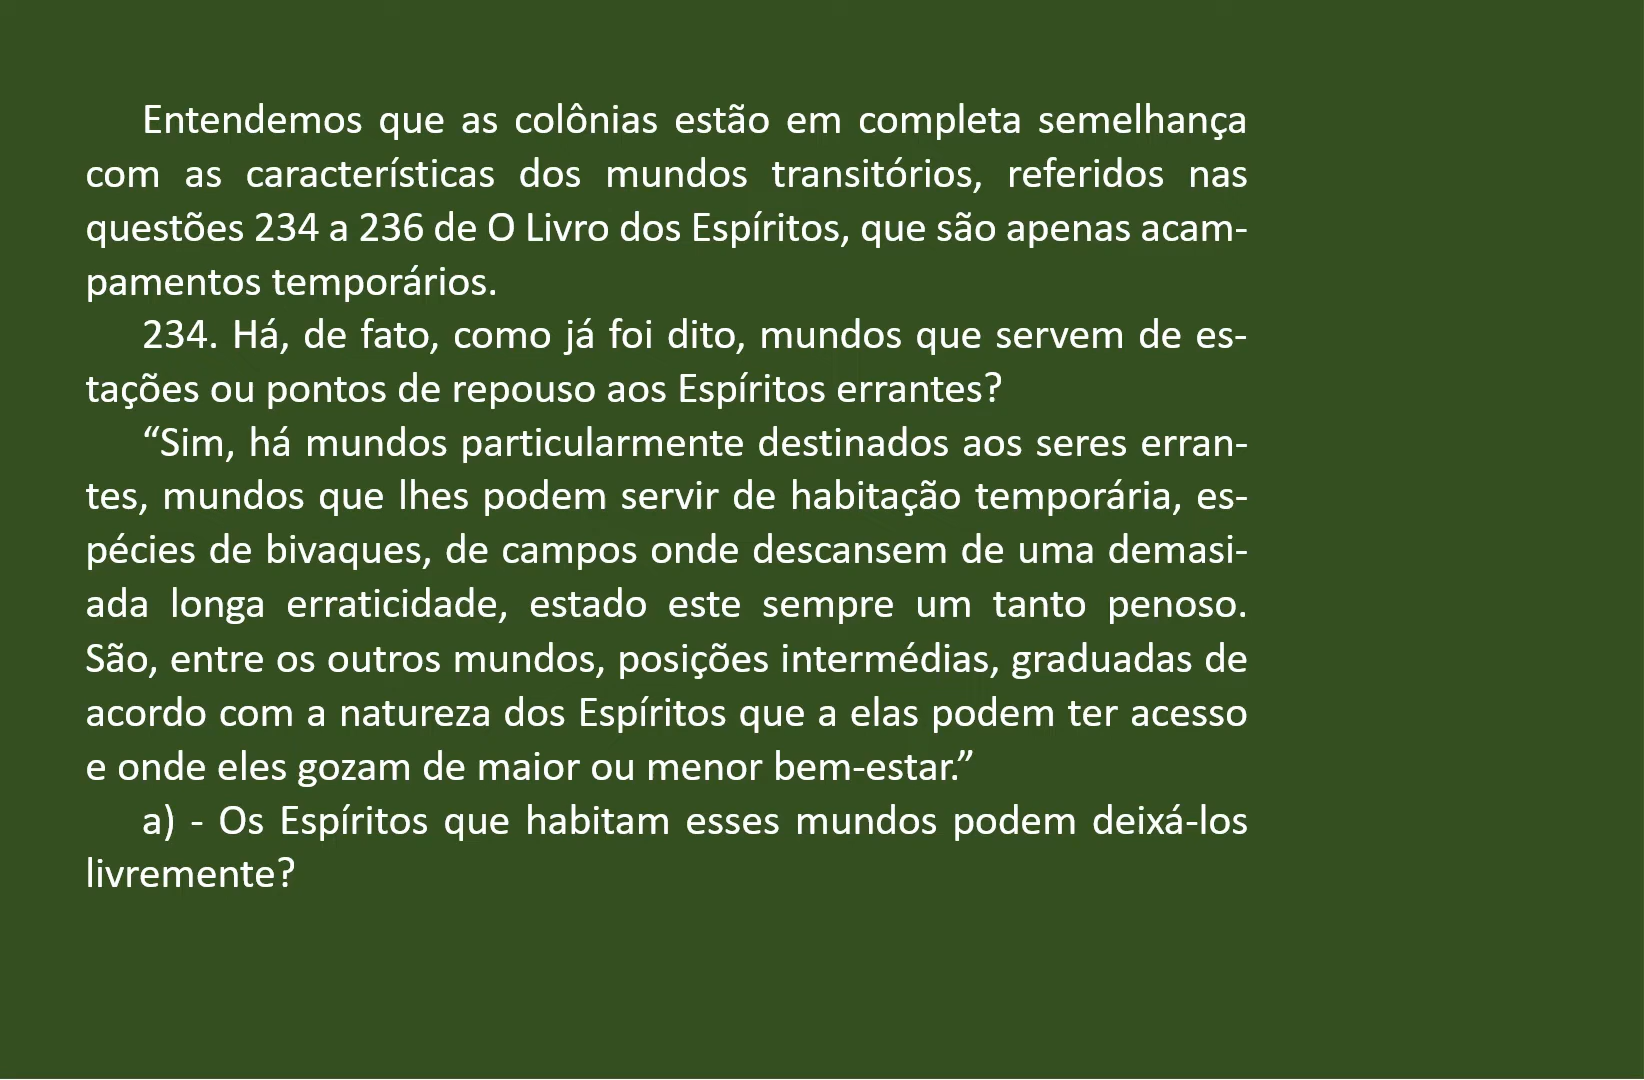 Entendemos que as colônias estão em completa semelhança
com as características dos mundos transitórios, referidos nas
questões 234 a 236 de O Livro dos Espíritos, que são apenas acam-
pamentos temporários.
234. Há, de fato, como já foi dito, mundos que servem de es-
tações ou pontos de repouso aos Espíritos errantes?
“Sim, há mundos particularmente destinados aos seres erran-
tes, mundos que lhes podem servir de habitação temporária, es-
pécies de bivaques, de campos onde descansem de uma demasi-
ada longa erraticidade, estado este sempre um tanto penoso.
São, entre os outros mundos, posições intermédias, graduadas de
acordo com a natureza dos Espíritos que a elas podem ter acesso
e onde eles gozam de maior ou menor bem-estar.”
a) - Os Espíritos que habitam esses mundos podem deixá-los
livremente?